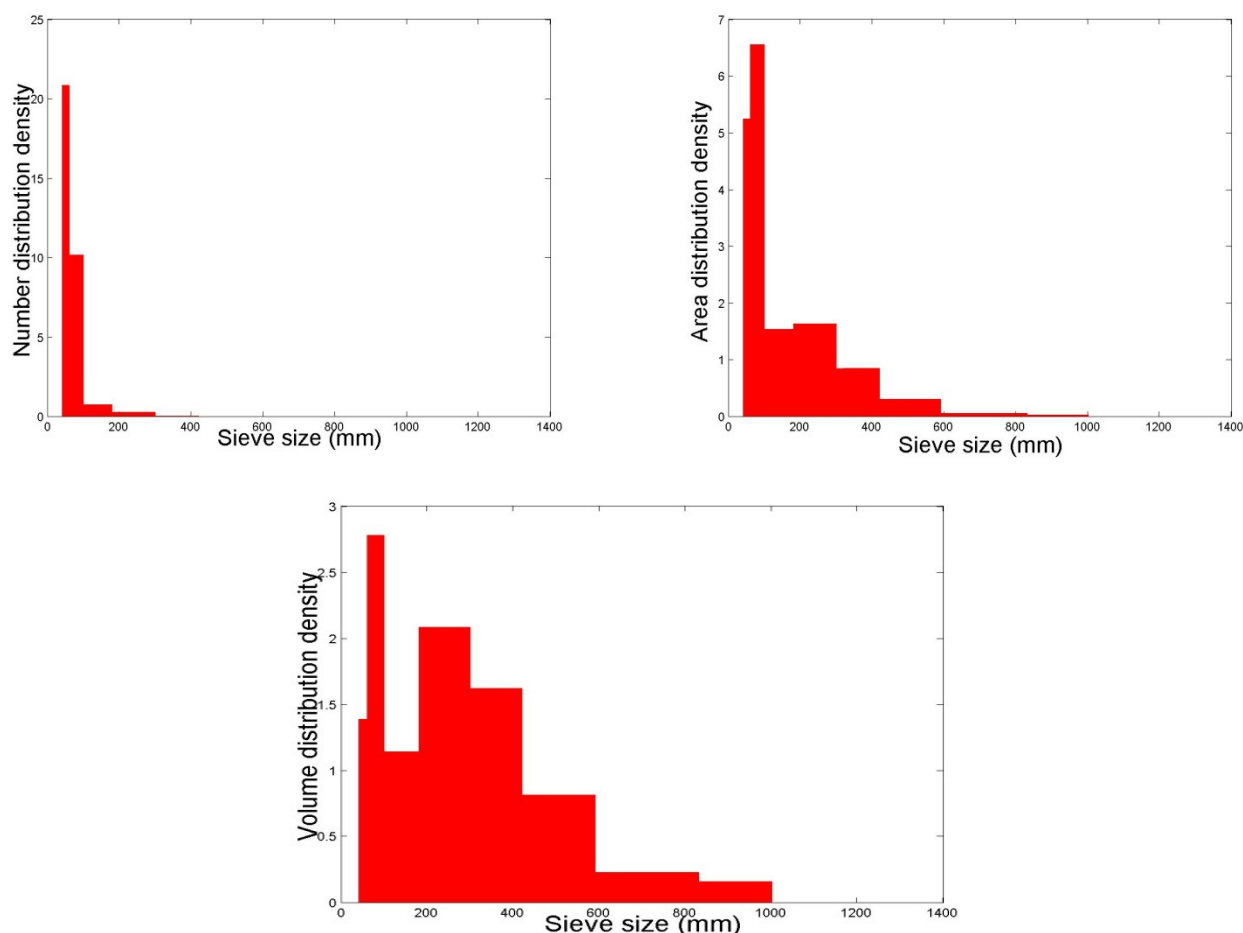 Number distribution density
25
20
15
10
5
0
0 200 400 600 800 1000 1200 1400
Sieve size (mm)
Area distribution density
7
6
5
4
3
2
1
0
0 200 400 600 800 1000 1200 1400
Sieve size (mm)
Volume distribution density
3
2.5
2
1.5
1
0.5
0
0 200 400 600 800 1000 1200 1400
Sieve size (mm)